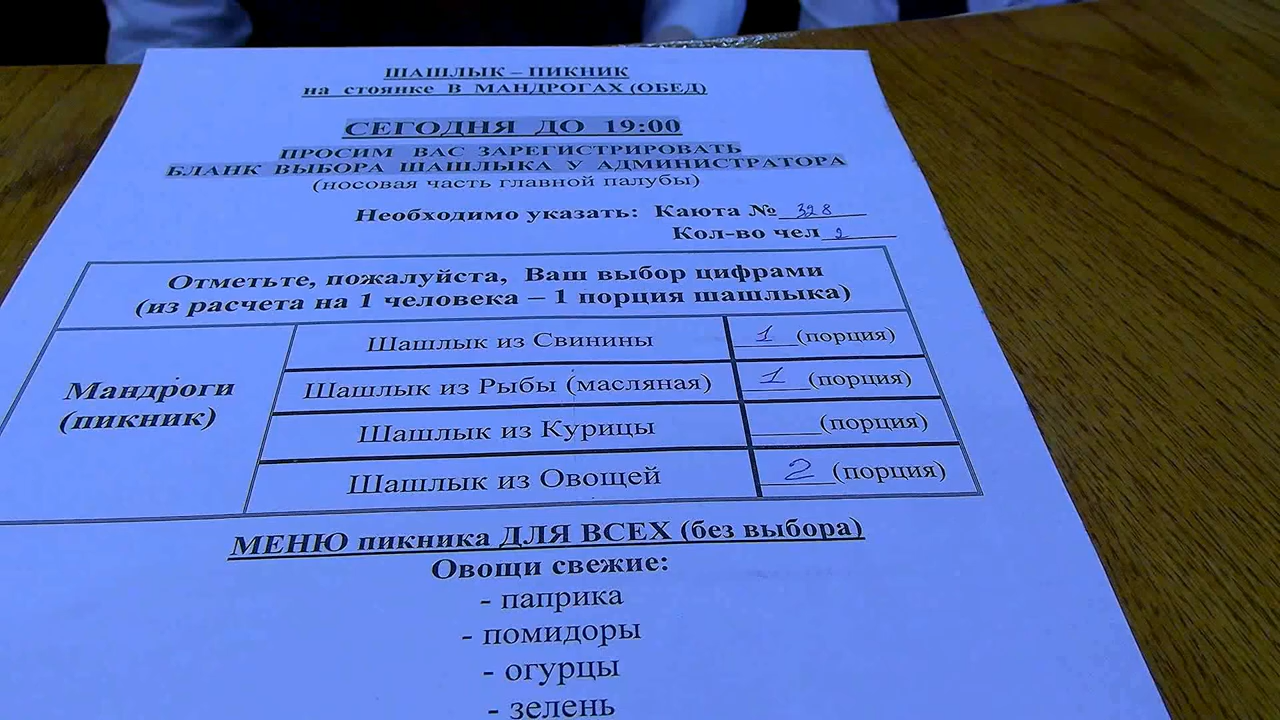 ШАШЛЫК – ПИКНИК
на стоянке В МАНДРОГАХ (ОБЕД)
СЕГОДНЯ ДО 19:00
ПРОСИМ ВАС ЗАРЕГИСТРИРОВАТЬ
БЛАНК ВЫБОРА ШАШЛЫКА У АДМИНИСТРАТОРА
(носовая часть главной палубы)
Необходимо указать: Каюта № 328
Кол-во чел 2
Отметьте, пожалуйста, Ваш выбор цифрами
(из расчета на 1 человека – 1 порция шашлыка)
Мандроги
(пикник)
Шашлык из Свинины 1 (порция)
Шашлык из Рыбы (масляная) 1 (порция)
Шашлык из Курицы (порция)
Шашлык из Овощей 2 (порция)
МЕНЮ пикника ДЛЯ ВСЕХ (без выбора)
Овощи свежие:
- паприка
- помидоры
- огурцы
- зелень